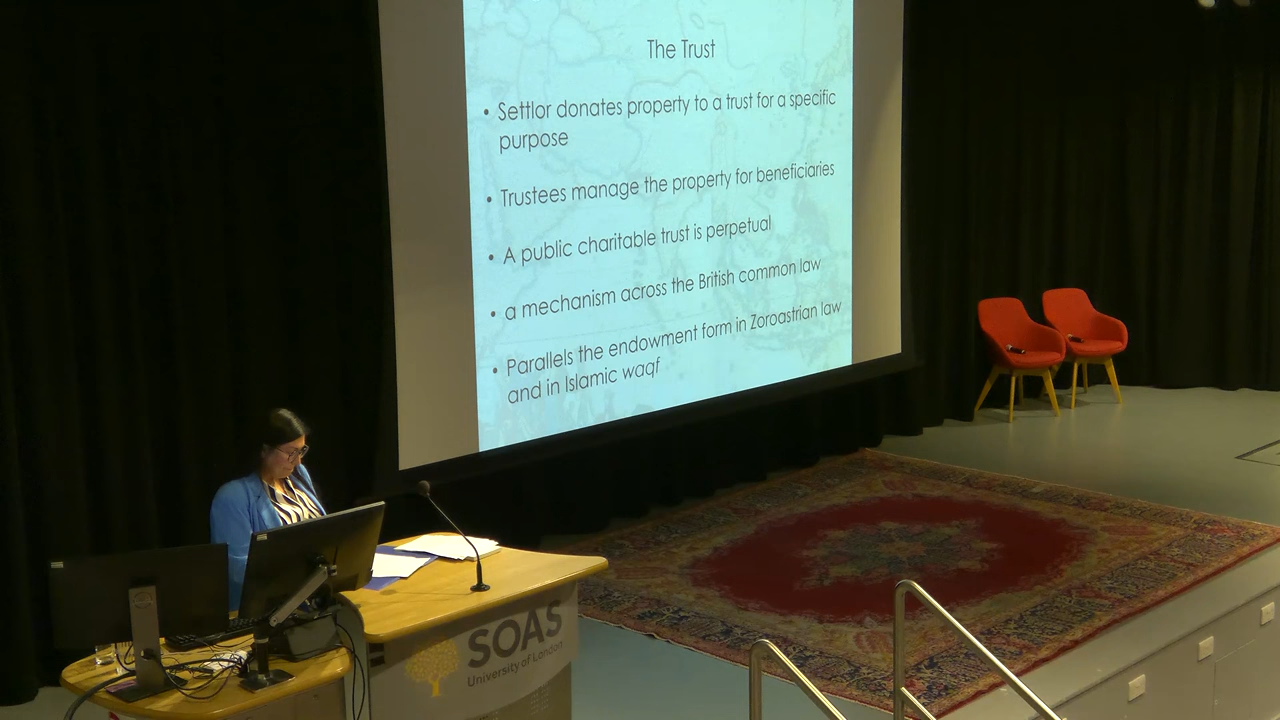 The Trust
• Settlor donates property to a trust for a specific
purpose
• Trustees manage the property for beneficiaries
• A public charitable trust is perpetual
• a mechanism across the British common law
• Parallels the endowment form in Zoroastrian law
and in Islamic waqf
SOAS
University of London